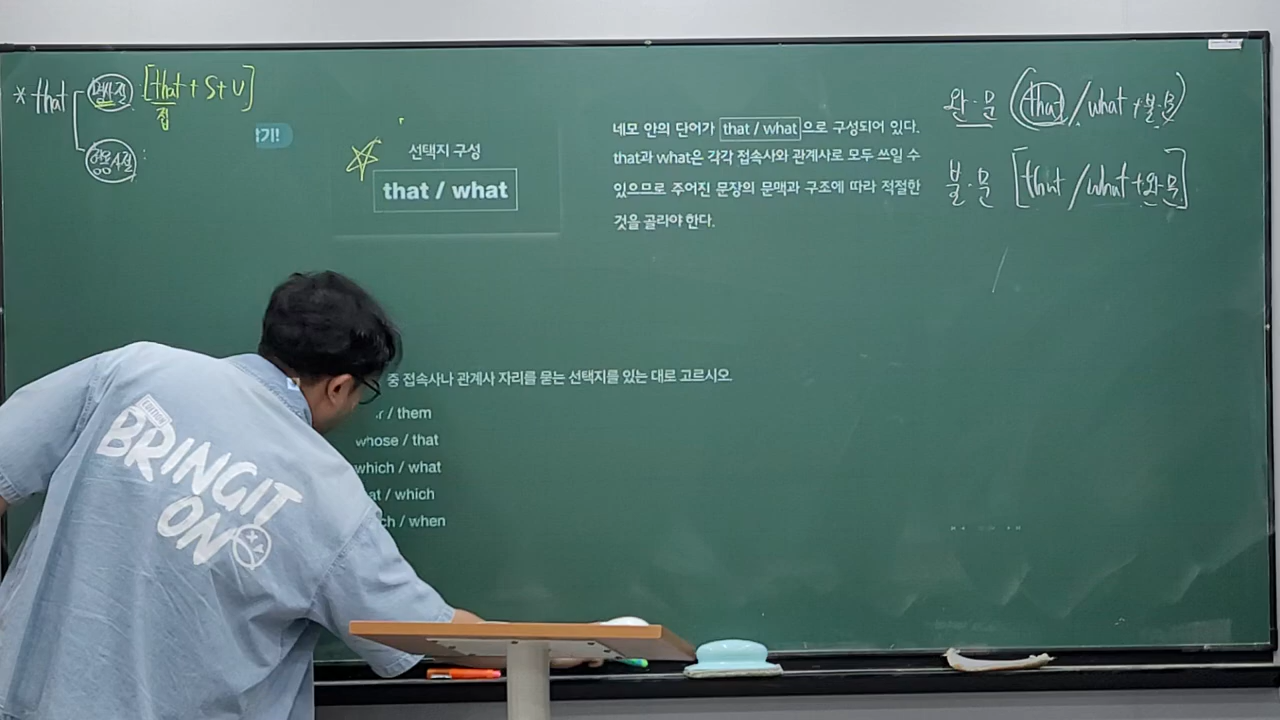 * that 명사절 [that + S + V]
접
형용사절 :
기!
선택지 구성
that / what
네모 안의 단어가 that / what 으로 구성되어 있다.
that과 what은 각각 접속사와 관계사로 모두 쓰일 수
있으므로 주어진 문장의 문맥과 구조에 따라 적절한
것을 골라야 한다.
완·문 (that / what + 불·문)
불·문 [that / what + 완·문]
중 접속사나 관계사 자리를 묻는 선택지를 있는 대로 고르시오.
r / them
whose / that
which / what
at / which
ch / when
BRING IT
ON